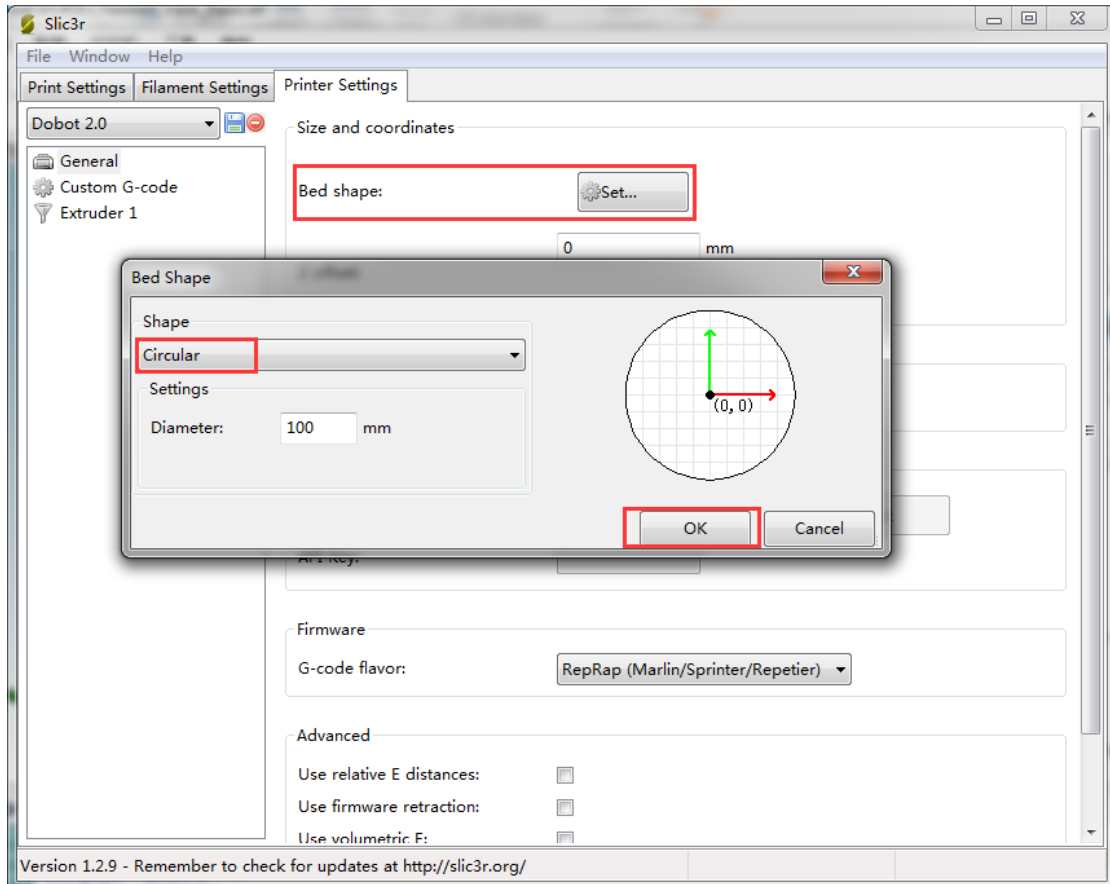 Slic3r
File Window Help
Print Settings Filament Settings Printer Settings
Dobot 2.0
General
Custom G-code
Extruder 1
Size and coordinates
Bed shape: Set...
0 mm
Z offset:
Bed Shape
Shape
Circular
Settings
Diameter: 100 mm
(0, 0)
OK Cancel
API Key:
Firmware
G-code flavor: RepRap (Marlin/Sprinter/Repetier)
Advanced
Use relative E distances:
Use firmware retraction:
Use volumetric E:
Version 1.2.9 - Remember to check for updates at http://slic3r.org/